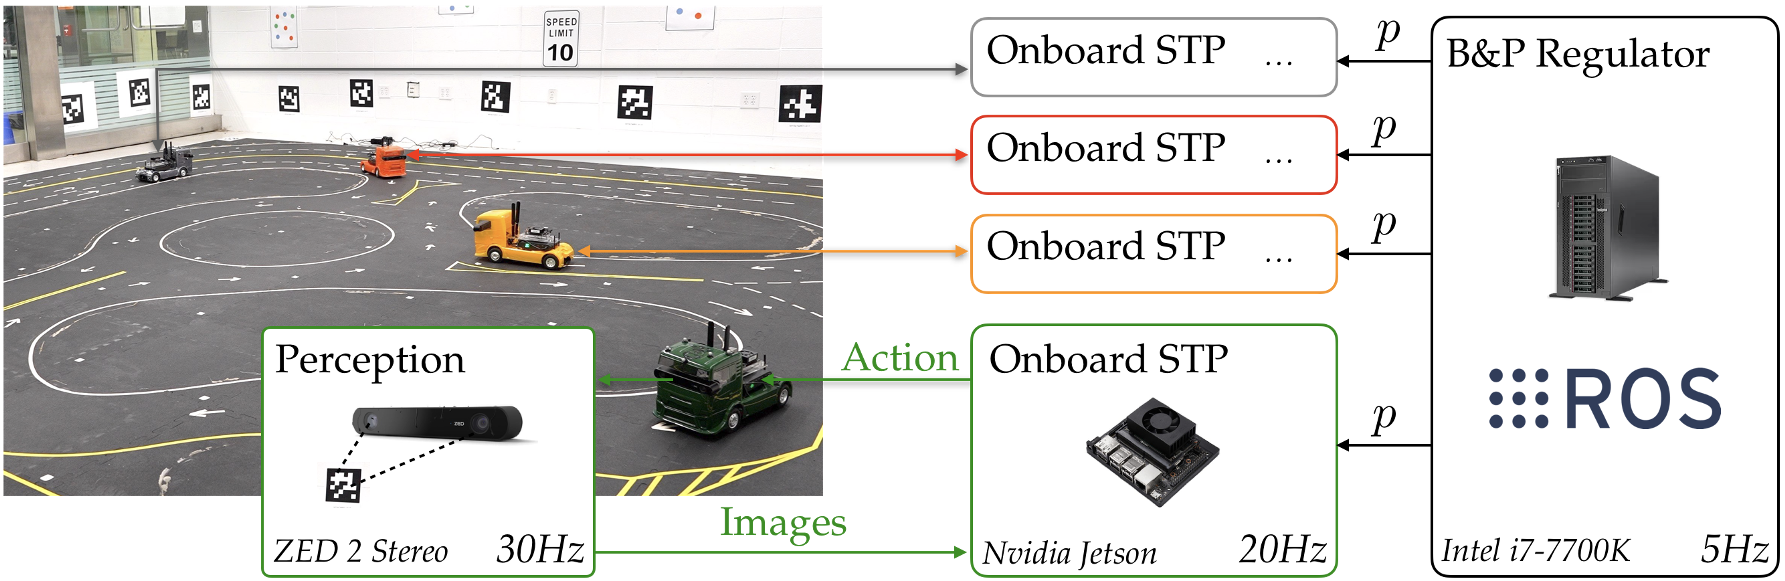 SPEED
LIMIT
10
Onboard STP ...
p
B&P Regulator
Onboard STP ...
p
Onboard STP ...
p
Perception
ZED
ZED 2 Stereo 30Hz
Action
Images
Onboard STP
Nvidia Jetson 20Hz
p
ROS
Intel i7-7700K 5Hz